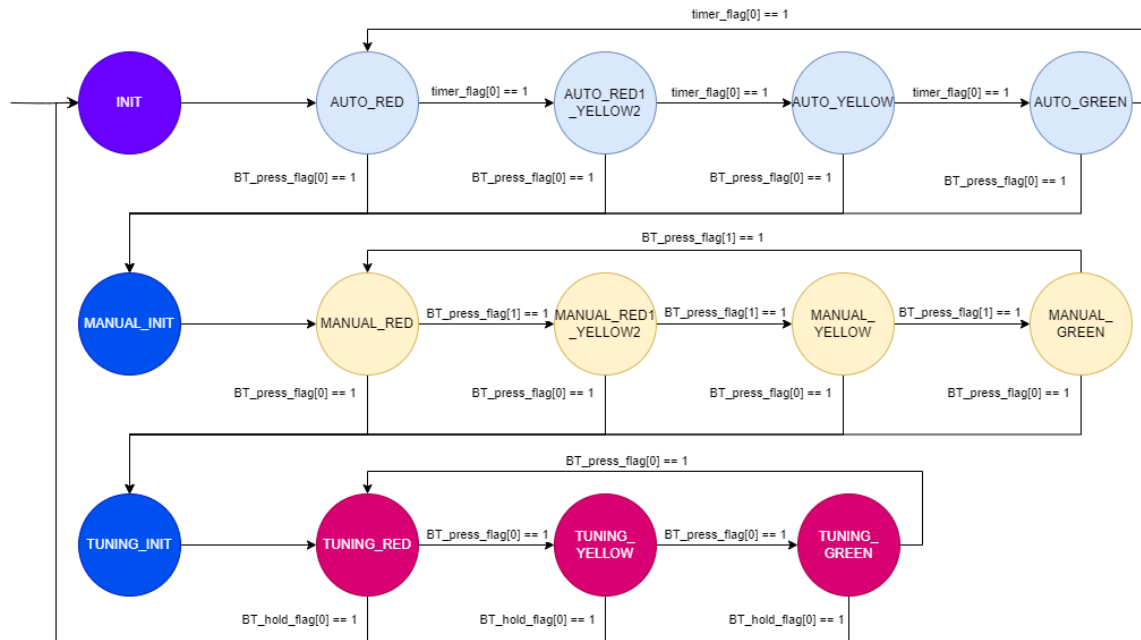 timer_flag[0] == 1
INIT
AUTO_RED
timer_flag[0] == 1
AUTO_RED1
_YELLOW2
timer_flag[0] == 1
AUTO_YELLOW
timer_flag[0] == 1
AUTO_GREEN
BT_press_flag[0] == 1
BT_press_flag[0] == 1
BT_press_flag[0] == 1
BT_press_flag[0] == 1
BT_press_flag[1] == 1
MANUAL_INIT
MANUAL_RED
BT_press_flag[1] == 1
MANUAL_RED1
_YELLOW2
BT_press_flag[1] == 1
MANUAL_
YELLOW
BT_press_flag[1] == 1
MANUAL_
GREEN
BT_press_flag[0] == 1
BT_press_flag[0] == 1
BT_press_flag[0] == 1
BT_press_flag[0] == 1
BT_press_flag[0] == 1
TUNING_INIT
TUNING_RED
BT_press_flag[0] == 1
TUNING_
YELLOW
BT_press_flag[0] == 1
TUNING_
GREEN
BT_hold_flag[0] == 1
BT_hold_flag[0] == 1
BT_hold_flag[0] == 1